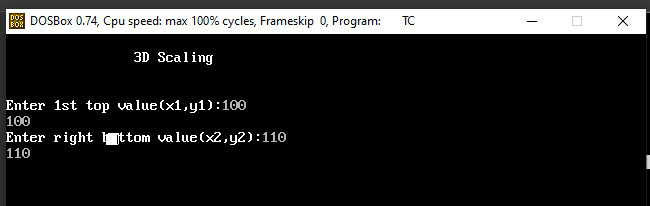 DOSBox 0.74, Cpu speed: max 100% cycles, Frameskip 0, Program: TC
3D Scaling
Enter 1st top value(x1,y1):100
100
Enter right bottom value(x2,y2):110
110